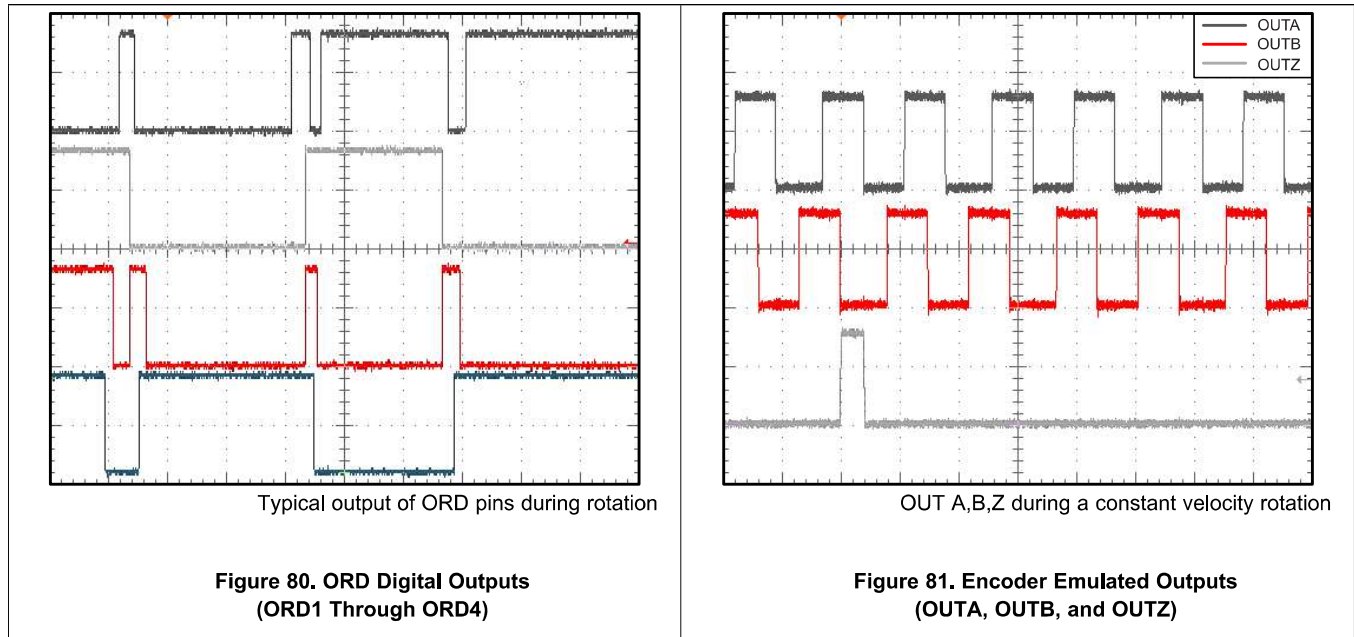 Typical output of ORD pins during rotation
Figure 80. ORD Digital Outputs
(ORD1 Through ORD4)
OUTA
OUTB
OUTZ
OUT A,B,Z during a constant velocity rotation
Figure 81. Encoder Emulated Outputs
(OUTA, OUTB, and OUTZ)